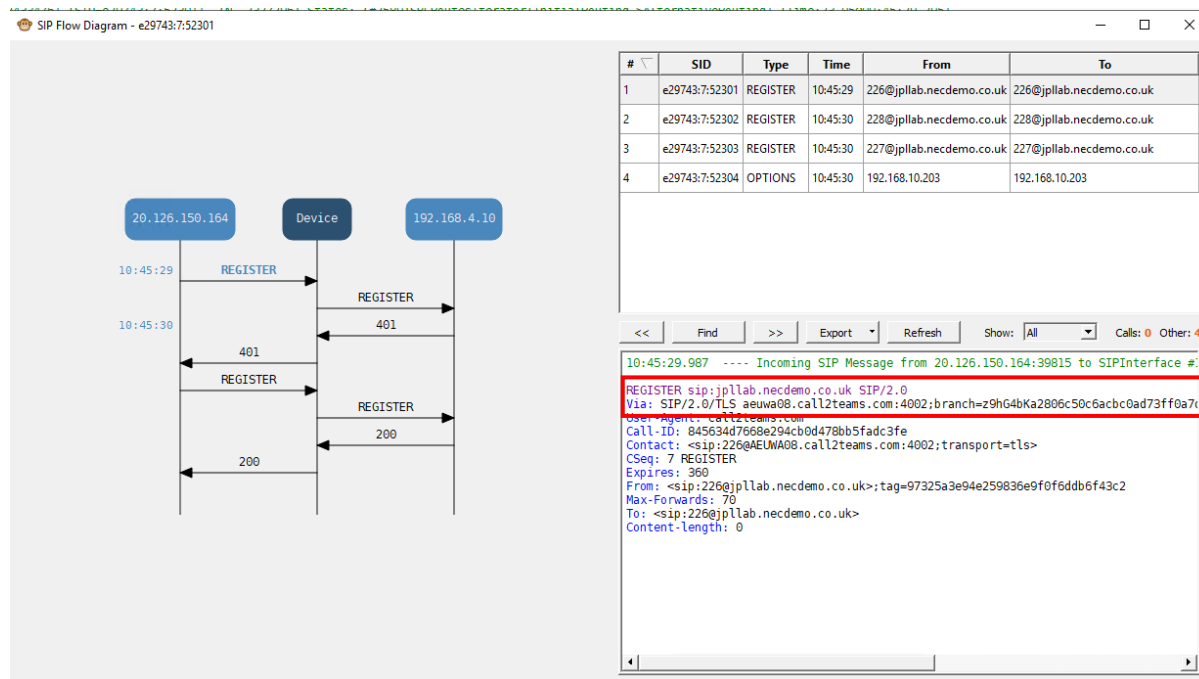 SIP Flow Diagram - e29743:7:52301
# SID Type Time From To
1 e29743:7:52301 REGISTER 10:45:29 226@jpllab.necdemo.co.uk 226@jpllab.necdemo.co.uk
2 e29743:7:52302 REGISTER 10:45:30 228@jpllab.necdemo.co.uk 228@jpllab.necdemo.co.uk
3 e29743:7:52303 REGISTER 10:45:30 227@jpllab.necdemo.co.uk 227@jpllab.necdemo.co.uk
4 e29743:7:52304 OPTIONS 10:45:30 192.168.10.203 192.168.10.203
20.126.150.164 Device 192.168.4.10
10:45:29 REGISTER
REGISTER
10:45:30 401
401
REGISTER
REGISTER
200
200
<< Find >> Export Refresh Show: All Calls: 0 Other: 4
10:45:29.987 ---- Incoming SIP Message from 20.126.150.164:39815 to SIPInterface
REGISTER sip:jpllab.necdemo.co.uk SIP/2.0
Via: SIP/2.0/TLS aeuwa08.call2teams.com:4002;branch=z9hG4bKa2806c50c6acbc0ad73ff0a7
User-Agent: call2teams.com
Call-ID: 845634d7668e294cb0d478bb5fadc3fe
Contact: <sip:226@AEUWA08.call2teams.com:4002;transport=tls>
CSeq: 7 REGISTER
Expires: 360
From: <sip:226@jpllab.necdemo.co.uk>;tag=97325a3e94e259836e9f0f6ddb6f43c2
Max-Forwards: 70
To: <sip:226@jpllab.necdemo.co.uk>
Content-length: 0